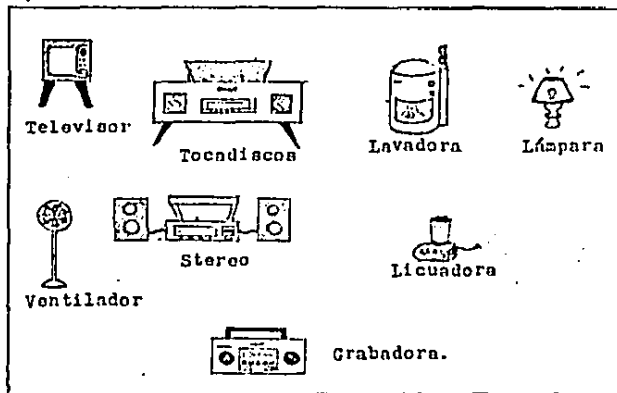 Televisor
Tocadiscos
Lavadora
Lámpara
Ventilador
Stereo
Licuadora
Grabadora.